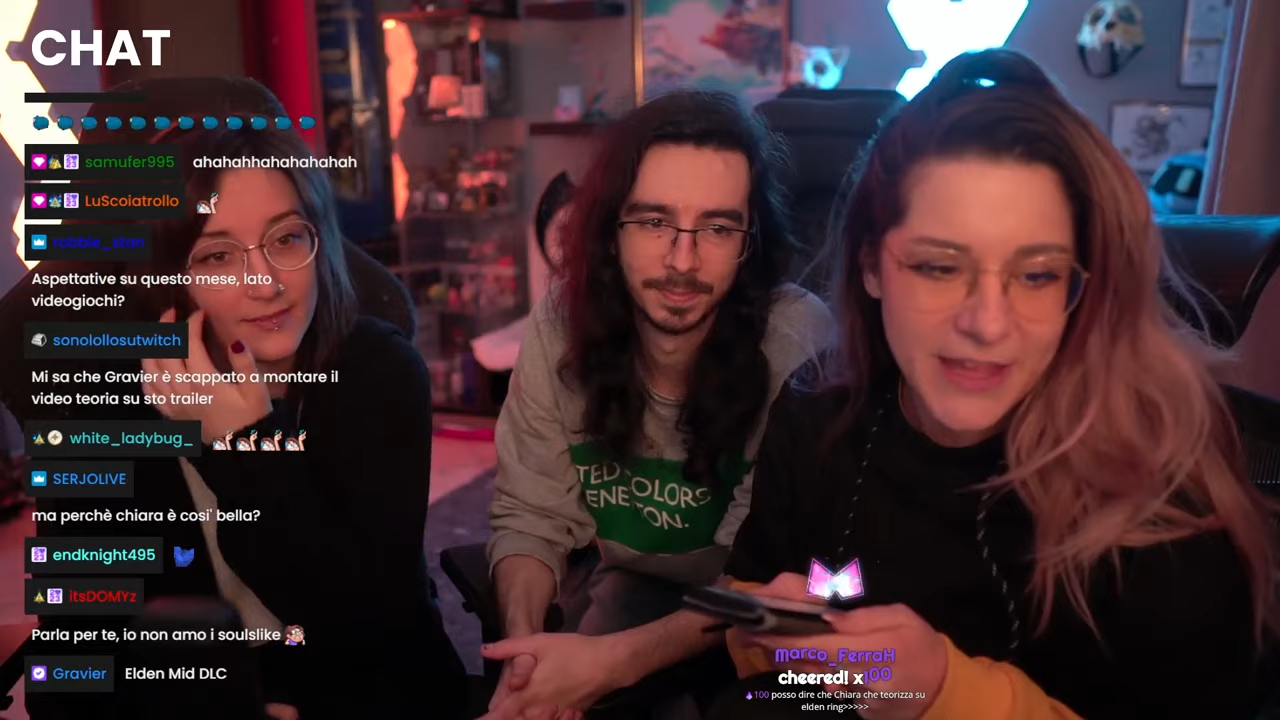 CHAT
samufer995 ahahahhahahahahah
LuScoiatrollo
robbie_stan
Aspettative su questo mese, lato
videogiochi?
sonolollosutwitch
Mi sa che Gravier è scappato a montare il
video teoria su sto trailer
white_ladybug_
SERJOLIVE
ma perchè chiara è cosi' bella?
endknight495
itsDOMYz
Parla per te, io non amo i soulslike
Gravier Elden Mid DLC
TED COLORS
ENETTON.
Marco_FerraH
cheered! x100
100 posso dire che Chiara che teorizza su
elden ring>>>>>